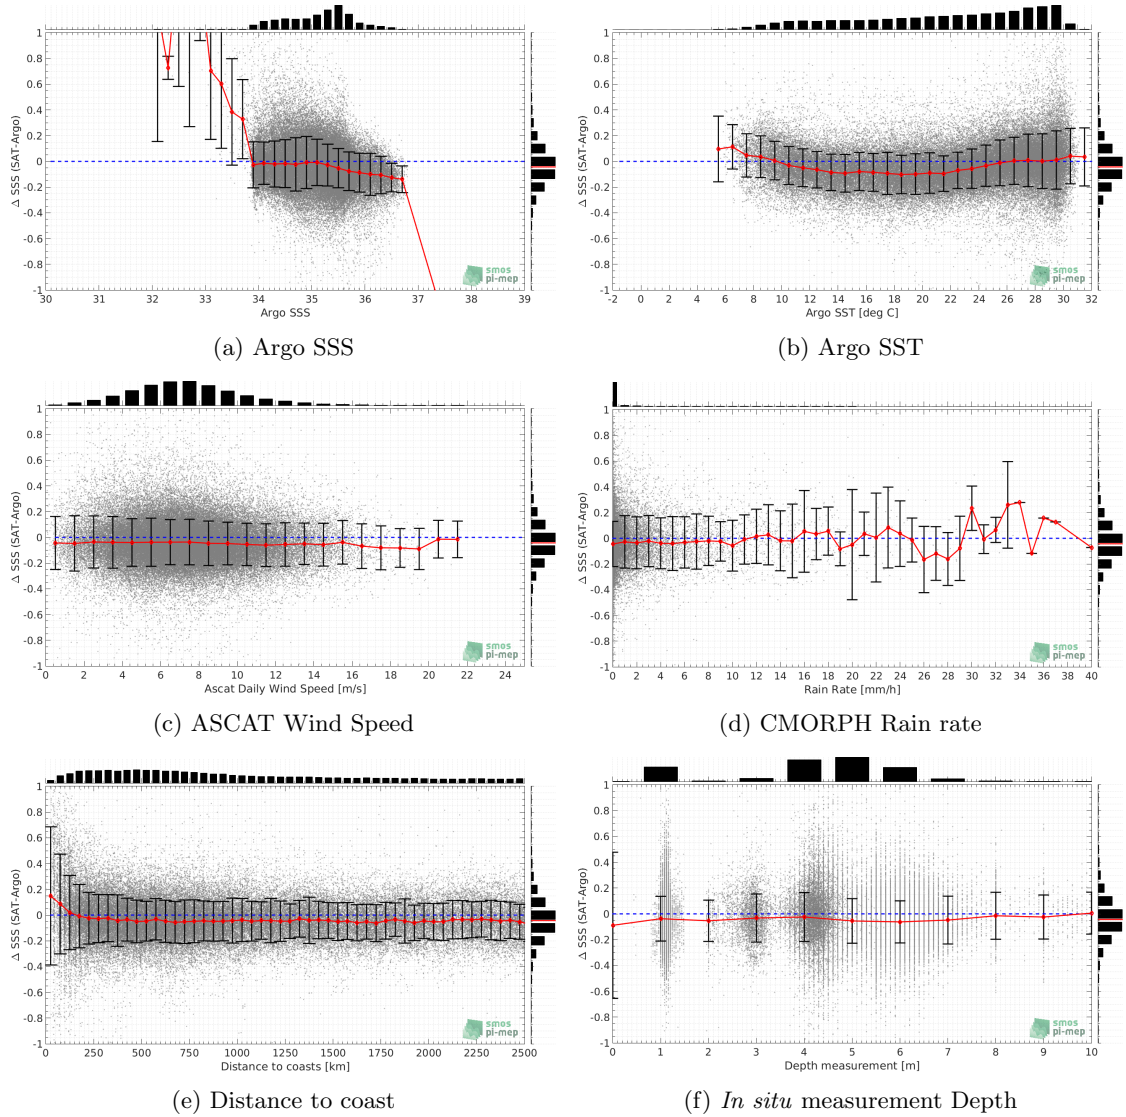 1
0.8
0.6
0.4
0.2
0
-0.2
-0.4
-0.6
-0.8
-1
Δ SSS (SAT-Argo)
30 31 32 33 34 35 36 37 38 39
Argo SSS
smos
pi-mep
(a) Argo SSS
1
0.8
0.6
0.4
0.2
0
-0.2
-0.4
-0.6
-0.8
-1
Δ SSS (SAT-Argo)
-2 0 2 4 6 8 10 12 14 16 18 20 22 24 26 28 30 32
Argo SST [deg C]
smos
pi-mep
(b) Argo SST
1
0.8
0.6
0.4
0.2
0
-0.2
-0.4
-0.6
-0.8
-1
Δ SSS (SAT-Argo)
0 2 4 6 8 10 12 14 16 18 20 22 24
Ascat Daily Wind Speed [m/s]
smos
pi-mep
(c) ASCAT Wind Speed
1
0.8
0.6
0.4
0.2
0
-0.2
-0.4
-0.6
-0.8
-1
Δ SSS (SAT-Argo)
0 2 4 6 8 10 12 14 16 18 20 22 24 26 28 30 32 34 36 38 40
Rain Rate [mm/h]
smos
pi-mep
(d) CMORPH Rain rate
1
0.8
0.6
0.4
0.2
0
-0.2
-0.4
-0.6
-0.8
-1
Δ SSS (SAT-Argo)
0 250 500 750 1000 1250 1500 1750 2000 2250 2500
Distance to coasts [km]
smos
pi-mep
(e) Distance to coast
1
0.8
0.6
0.4
0.2
0
-0.2
-0.4
-0.6
-0.8
-1
Δ SSS (SAT-Argo)
0 1 2 3 4 5 6 7 8 9 10
Depth measurement [m]
smos
pi-mep
(f) In situ measurement Depth